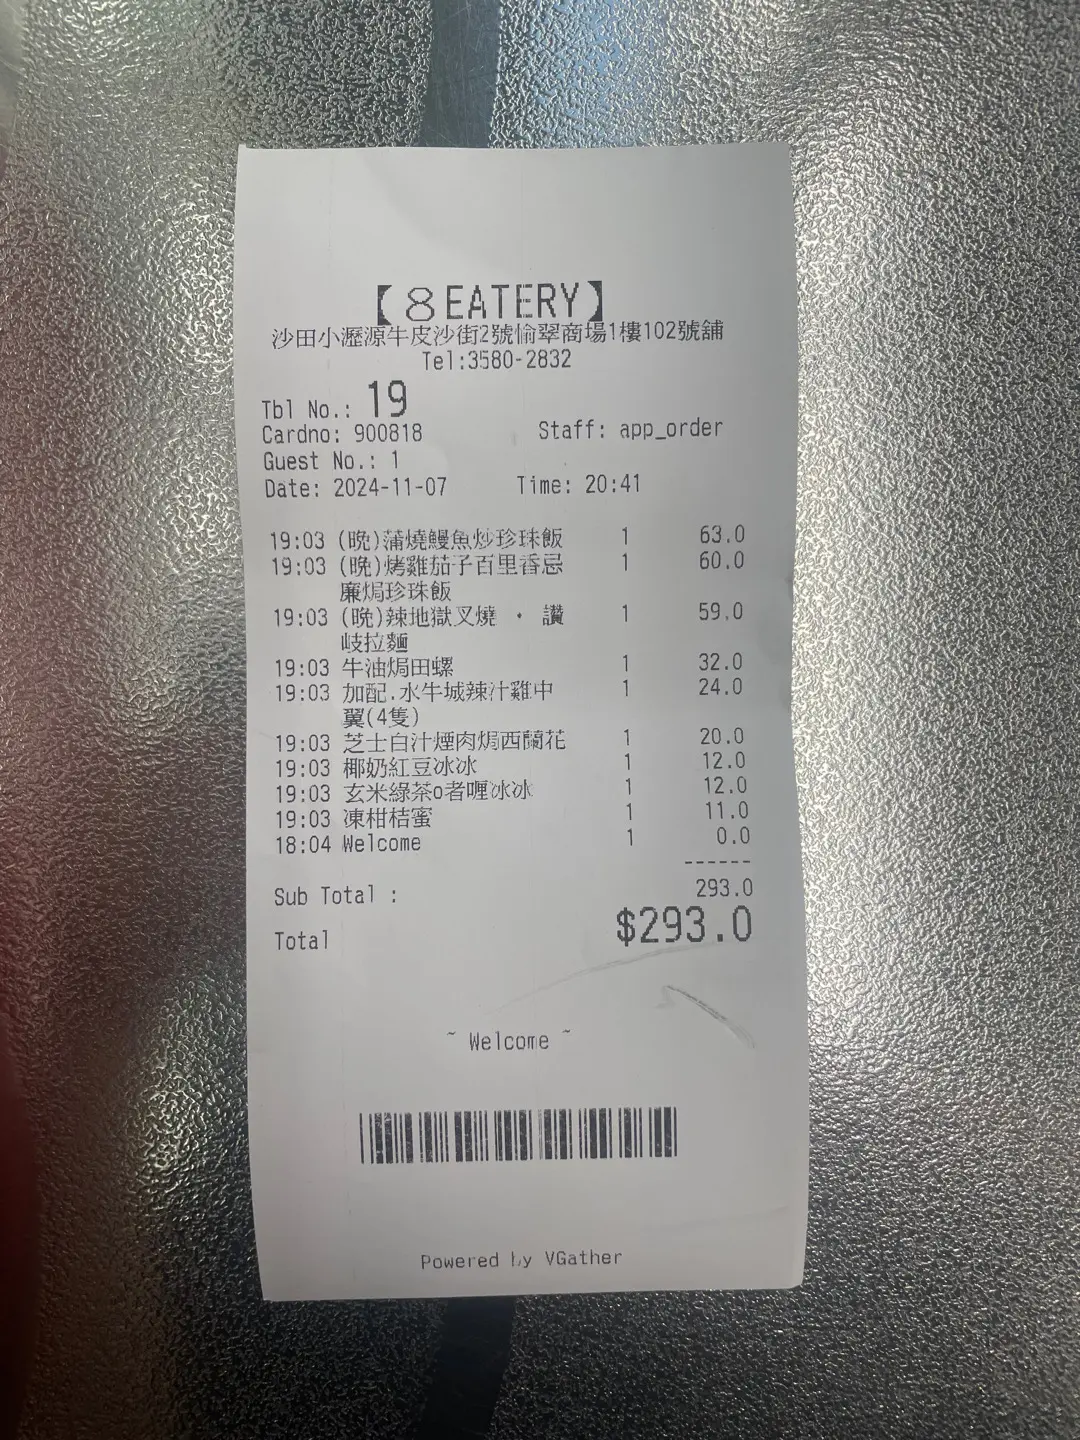 【8 EATERY】
沙田小瀝源牛皮沙街2號愉翠商場1樓102號舖
Tel:3580-2832
Tbl No.: 19
Cardno: 900818 Staff: app_order
Guest No.: 1
Date: 2024-11-07 Time: 20:41
19:03 (晚)蒲燒鰻魚炒珍珠飯 1 63.0
19:03 (晚)烤雞茄子百里香忌 1 60.0
廉焗珍珠飯
19:03 (晚)辣地獄叉燒 · 讚 1 59.0
岐拉麵
19:03 牛油焗田螺 1 32.0
19:03 加配.水牛城辣汁雞中 1 24.0
翼(4隻)
19:03 芝士白汁煙肉焗西蘭花 1 20.0
19:03 椰奶紅豆冰冰 1 12.0
19:03 玄米綠茶o者喱冰冰 1 12.0
19:03 凍柑桔蜜 1 11.0
18:04 Welcome 1 0.0
------
Sub Total : 293.0
Total $293.0
~ Welcome ~
Powered by VGather